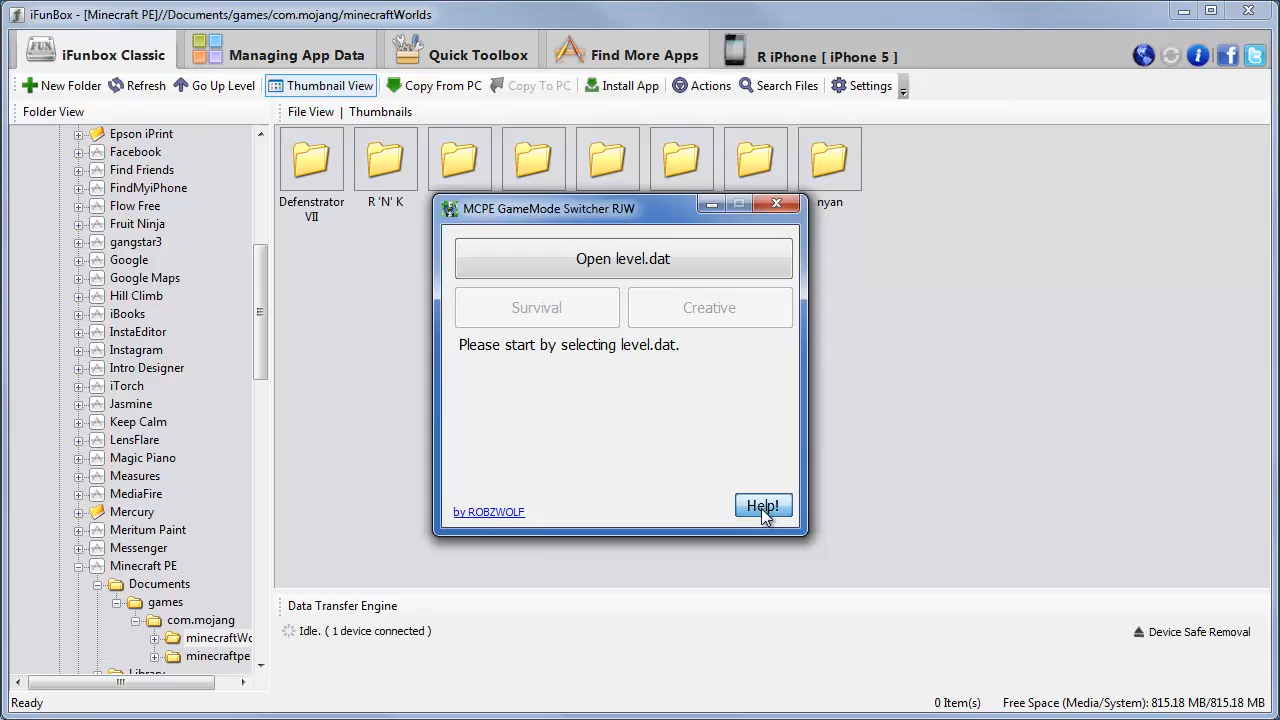 iFunBox - [Minecraft PE]//Documents/games/com.mojang/minecraftWorlds
FUN
iFunbox Classic
Managing App Data
Quick Toolbox
Find More Apps
R iPhone [ iPhone 5 ]
New Folder
Refresh
Go Up Level
Thumbnail View
Copy From PC
Copy To PC
Install App
Actions
Search Files
Settings
Folder View
File View | Thumbnails
Epson iPrint
Facebook
Find Friends
FindMyiPhone
Flow Free
Fruit Ninja
gangstar3
Google
Google Maps
Hill Climb
iBooks
InstaEditor
Instagram
Intro Designer
iTorch
Jasmine
Keep Calm
LensFlare
Magic Piano
Measures
MediaFire
Mercury
Meritum Paint
Messenger
Minecraft PE
Documents
games
com.mojang
minecraftWo
minecraftpe
Library
Defenstrator
VII
R 'N' K
nyan
MCPE GameMode Switcher RJW
Open level.dat
Survival
Creative
Please start by selecting level.dat.
by ROBZWOLF
Help!
Data Transfer Engine
Idle. ( 1 device connected )
Device Safe Removal
Ready
0 Item(s)
Free Space (Media/System): 815.18 MB/815.18 MB